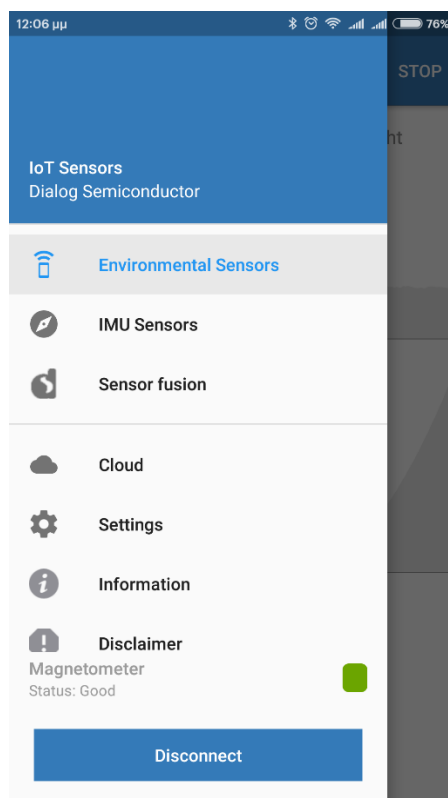 12:06 μμ
76%
STOP
ht
IoT Sensors
Dialog Semiconductor
Environmental Sensors
IMU Sensors
Sensor fusion
Cloud
Settings
Information
Disclaimer
Magnetometer
Status: Good
Disconnect